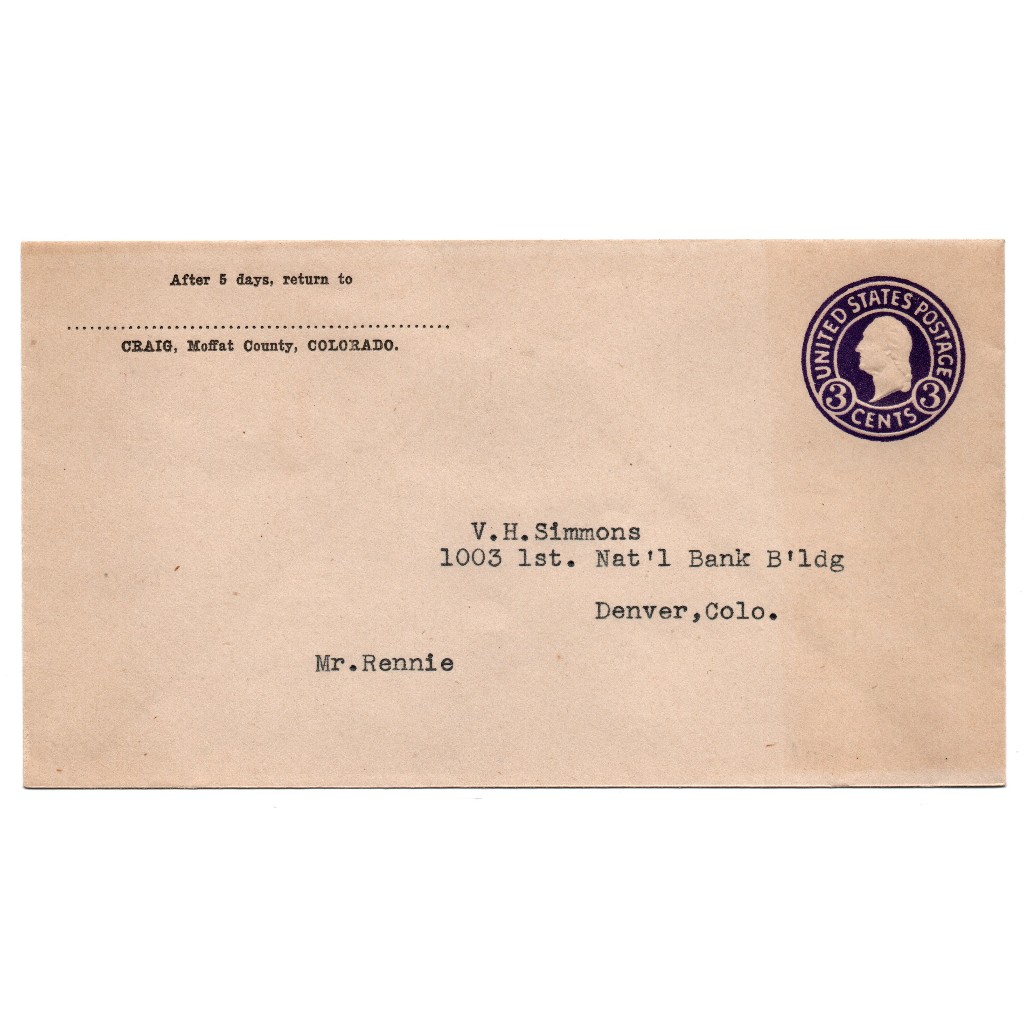 After 5 days, return to
CRAIG, Moffat County, COLORADO.
UNITED STATES POSTAGE
3 CENTS 3
V.H.Simmons
1003 1st. Nat'l Bank B'ldg
Denver,Colo.
Mr.Rennie